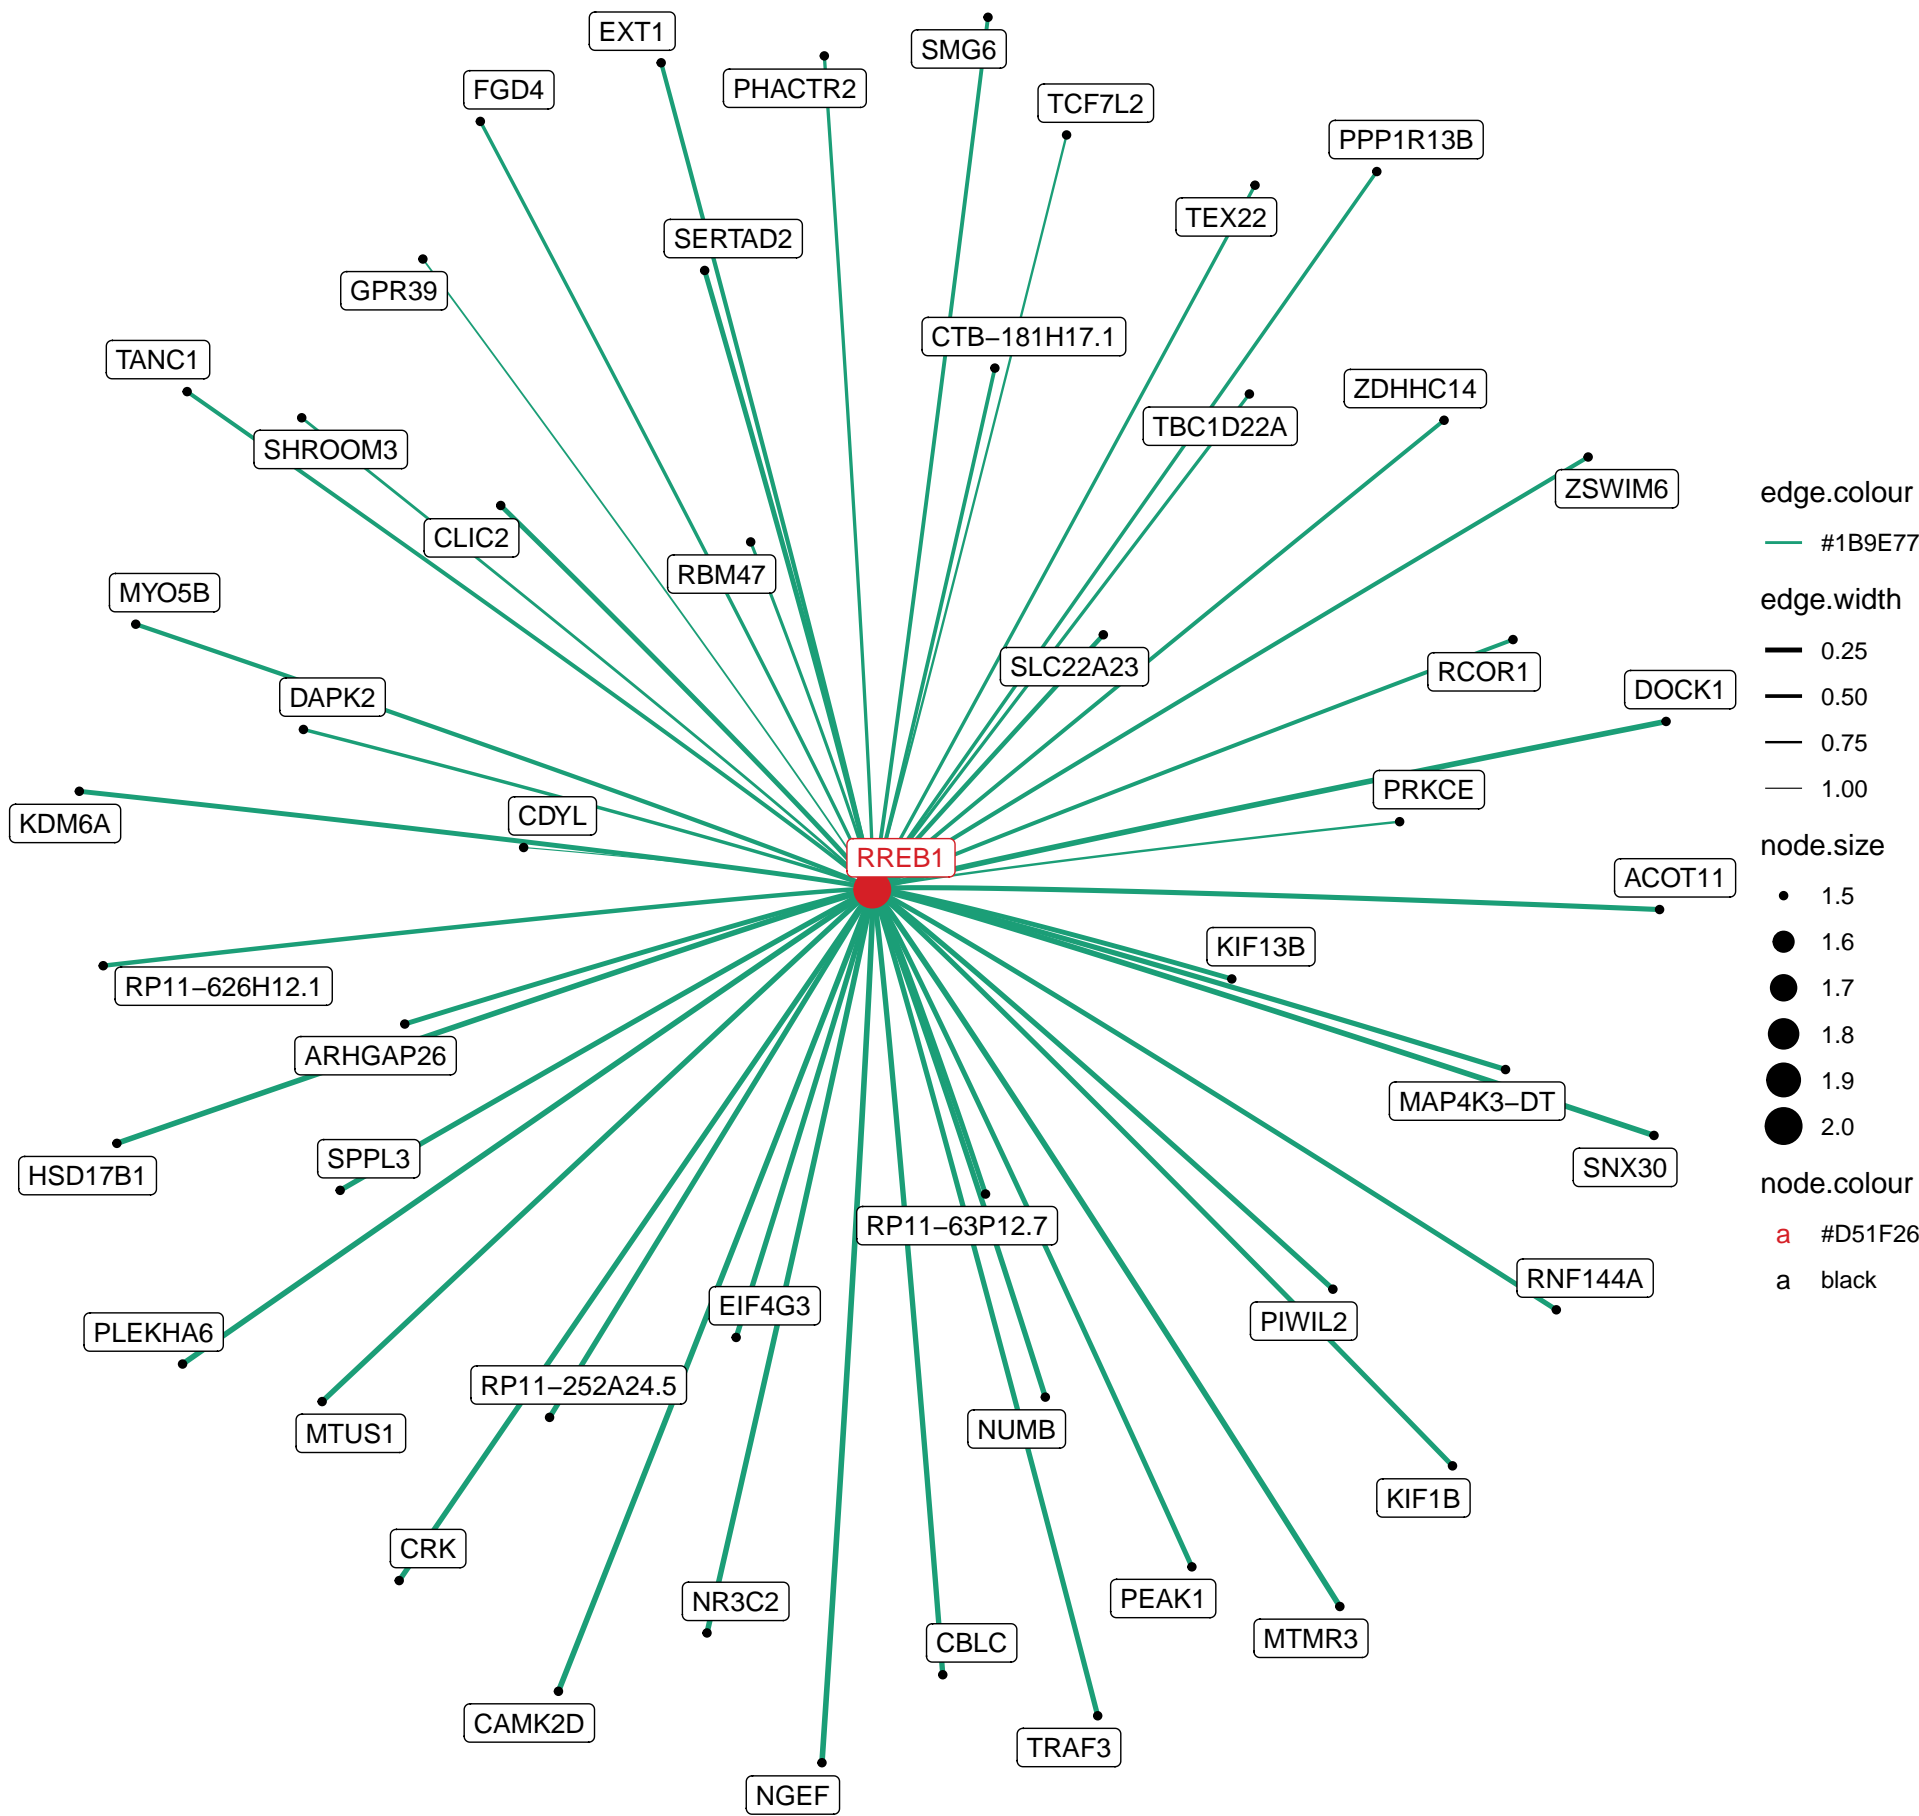 EXT1
SMG6
FGD4
PHACTR2
TCF7L2
PPP1R13B
TEX22
SERTAD2
GPR39
CTB−181H17.1
TANC1
ZDHHC14
TBC1D22A
SHROOM3
ZSWIM6
CLIC2
RBM47
MYO5B
SLC22A23
RCOR1
DOCK1
DAPK2
PRKCE
CDYL
KDM6A
RREB1
ACOT11
KIF13B
RP11−626H12.1
ARHGAP26
MAP4K3−DT
SPPL3
SNX30
HSD17B1
RP11−63P12.7
RNF144A
EIF4G3
PIWIL2
PLEKHA6
RP11−252A24.5
NUMB
MTUS1
KIF1B
CRK
PEAK1
NR3C2
MTMR3
CBLC
CAMK2D
TRAF3
NGEF
edge.colour
#1B9E77
edge.width
0.25
0.50
0.75
1.00
node.size
1.5
1.6
1.7
1.8
1.9
2.0
node.colour
a #D51F26
a black